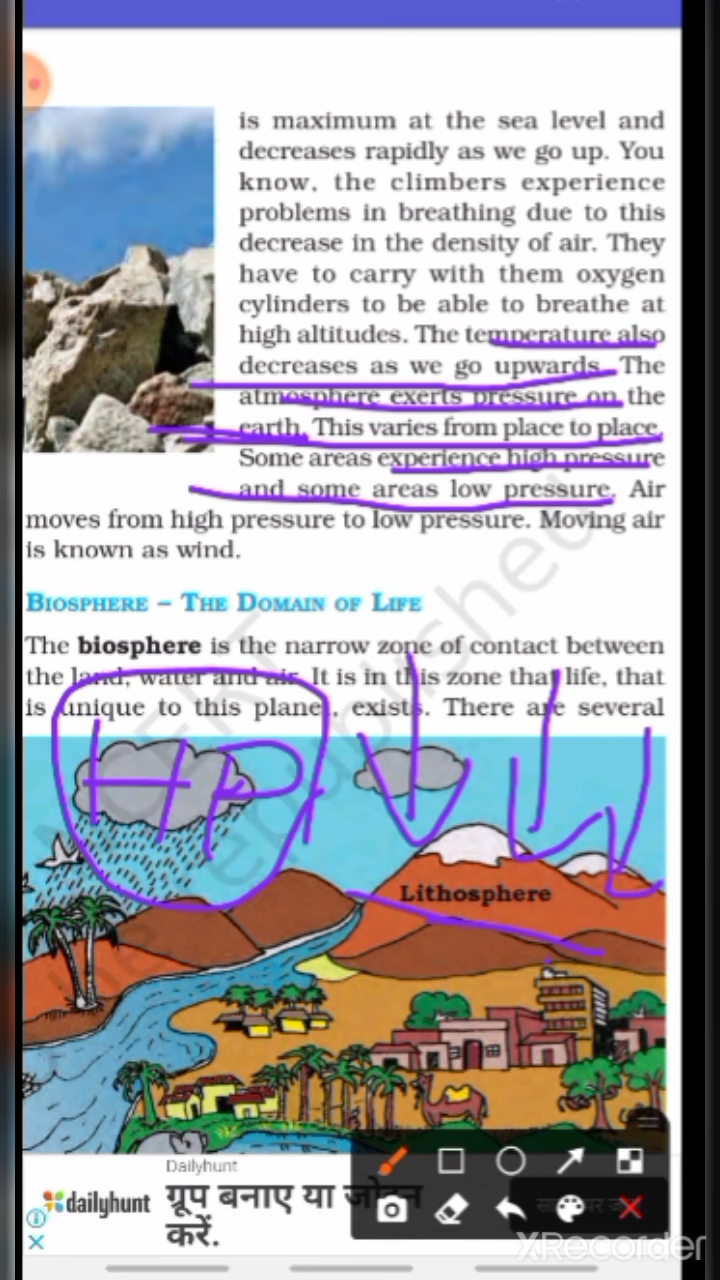 is maximum at the sea level and
decreases rapidly as we go up. You
know, the climbers experience
problems in breathing due to this
decrease in the density of air. They
have to carry with them oxygen
cylinders to be able to breathe at
high altitudes. The temperature also
decreases as we go upwards. The
atmosphere exerts pressure on the
earth. This varies from place to place.
Some areas experience high pressure
and some areas low pressure. Air
moves from high pressure to low pressure. Moving air
is known as wind.
BIOSPHERE – THE DOMAIN OF LIFE
The biosphere is the narrow zone of contact between
the land, water and air. It is in this zone that life, that
is unique to this planet, exists. There are several
HP
Lithosphere
Dailyhunt
dailyhunt
ग्रूप बनाए या जोइन
करें.
XRecorder